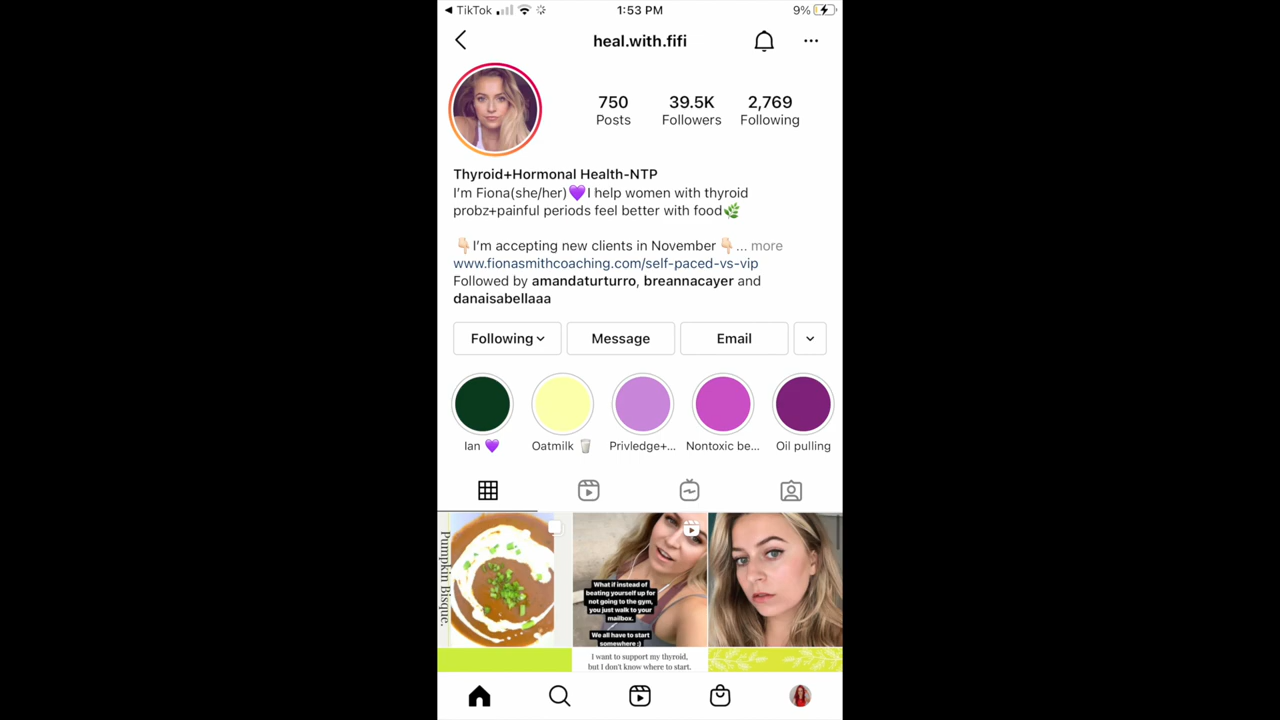 ◀ TikTok
1:53 PM
9%
heal.with.fifi
750 2,769
39.5K
Posts Followers Following
Thyroid+Hormonal Health-NTP
I'm Fiona(she/her)💜I help women with thyroid
probz+painful periods feel better with food🌿
👇🏻I'm accepting new clients in November 👇🏻... more
www.fionasmithcoaching.com/self-paced-vs-vip
Followed by amandaturturro, breannacayer and
danaisabellaaa
Following Message Email
Ian 💜 Oatmilk 🥛 Privledge+... Nontoxic be... Oil pulling
Pumpkin Bisque.
What if instead of
beating yourself up for
not going to the gym,
you just walk to your
mailbox.
We all have to start
somewhere :)
I want to support my thyroid,
but I don't know where to start.